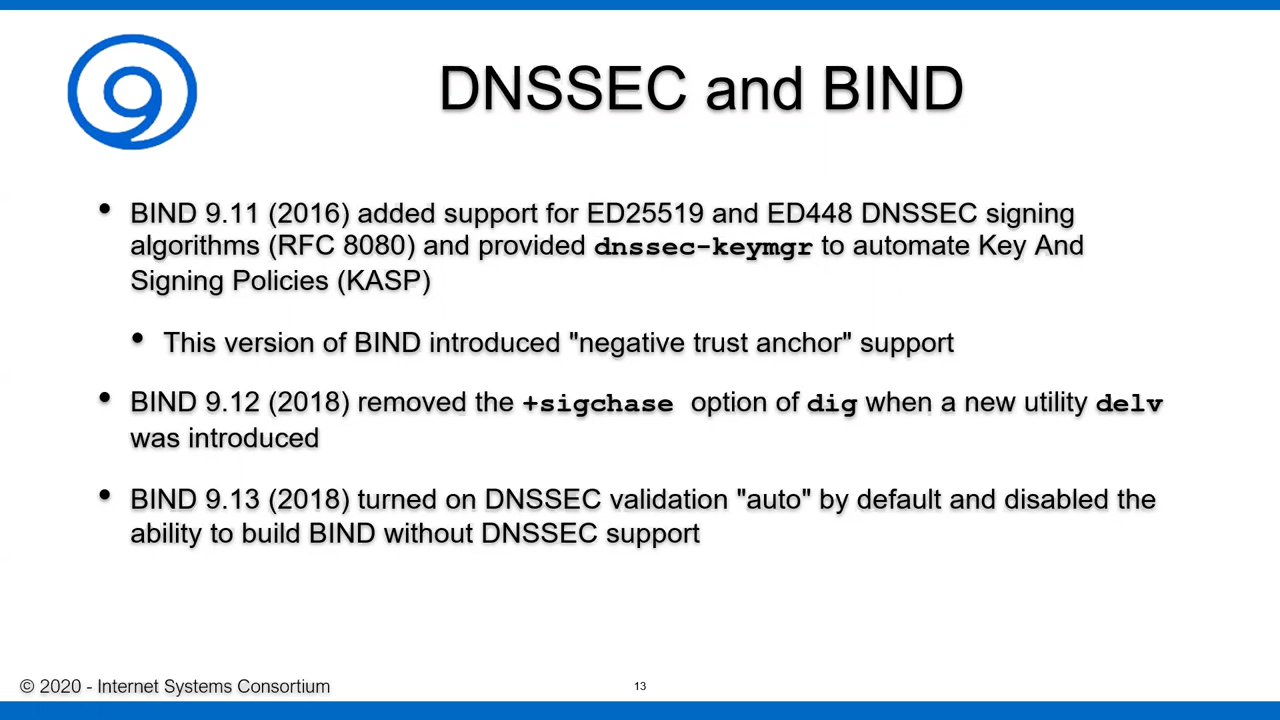 DNSSEC and BIND
• BIND 9.11 (2016) added support for ED25519 and ED448 DNSSEC signing
algorithms (RFC 8080) and provided dnssec-keymgr to automate Key And
Signing Policies (KASP)
• This version of BIND introduced "negative trust anchor" support
• BIND 9.12 (2018) removed the +sigchase option of dig when a new utility delv
was introduced
• BIND 9.13 (2018) turned on DNSSEC validation "auto" by default and disabled the
ability to build BIND without DNSSEC support
© 2020 - Internet Systems Consortium
13